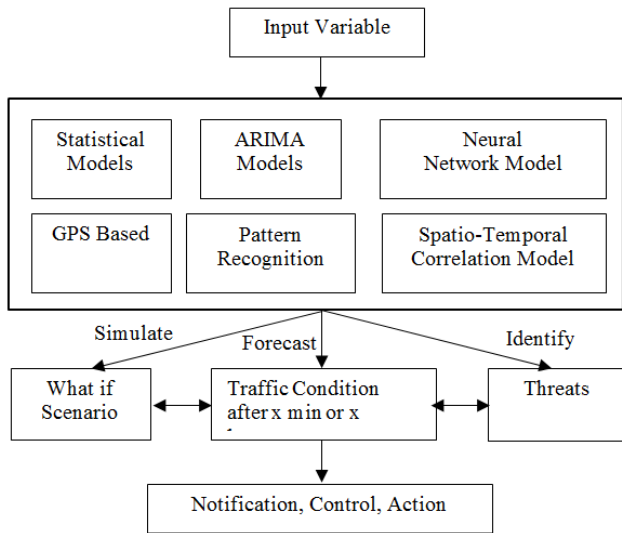 Input Variable
Statistical
Models
ARIMA
Models
Neural
Network Model
GPS Based
Pattern
Recognition
Spatio-Temporal
Correlation Model
Simulate
Forecast
Identify
What if
Scenario
Traffic Condition
after x min or x
Threats
Notification, Control, Action